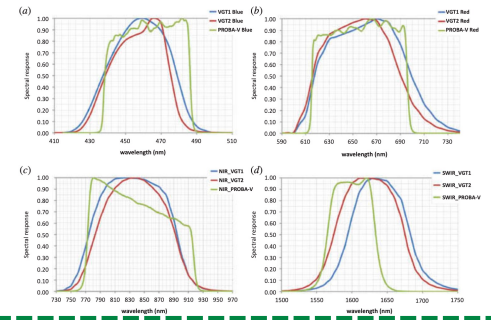 (a)
VGT1 Blue
VGT2 Blue
PROBA-V Blue
Spectral response
1.00
0.90
0.80
0.70
0.60
0.50
0.40
0.30
0.20
0.10
0.00
410 430 450 470 490 510
wavelength (nm)
(b)
VGT1 Red
VGT2 Red
PROBA-V Red
Spectral response
1.00
0.90
0.80
0.70
0.60
0.50
0.40
0.30
0.20
0.10
0.00
590 610 630 650 670 690 710 730
wavelength (nm)
(c)
NIR_VGT1
NIR_VGT2
NIR_PROBA-V
Spectral response
1.00
0.90
0.80
0.70
0.60
0.50
0.40
0.30
0.20
0.10
0.00
730 750 770 790 810 830 850 870 890 910 930 950 970
wavelength (nm)
(d)
SWIR_VGT1
SWIR_VGT2
SWIR_PROBA-V
Spectral response
1.00
0.90
0.80
0.70
0.60
0.50
0.40
0.30
0.20
0.10
0.00
1500 1550 1600 1650 1700 1750
wavelength (nm)